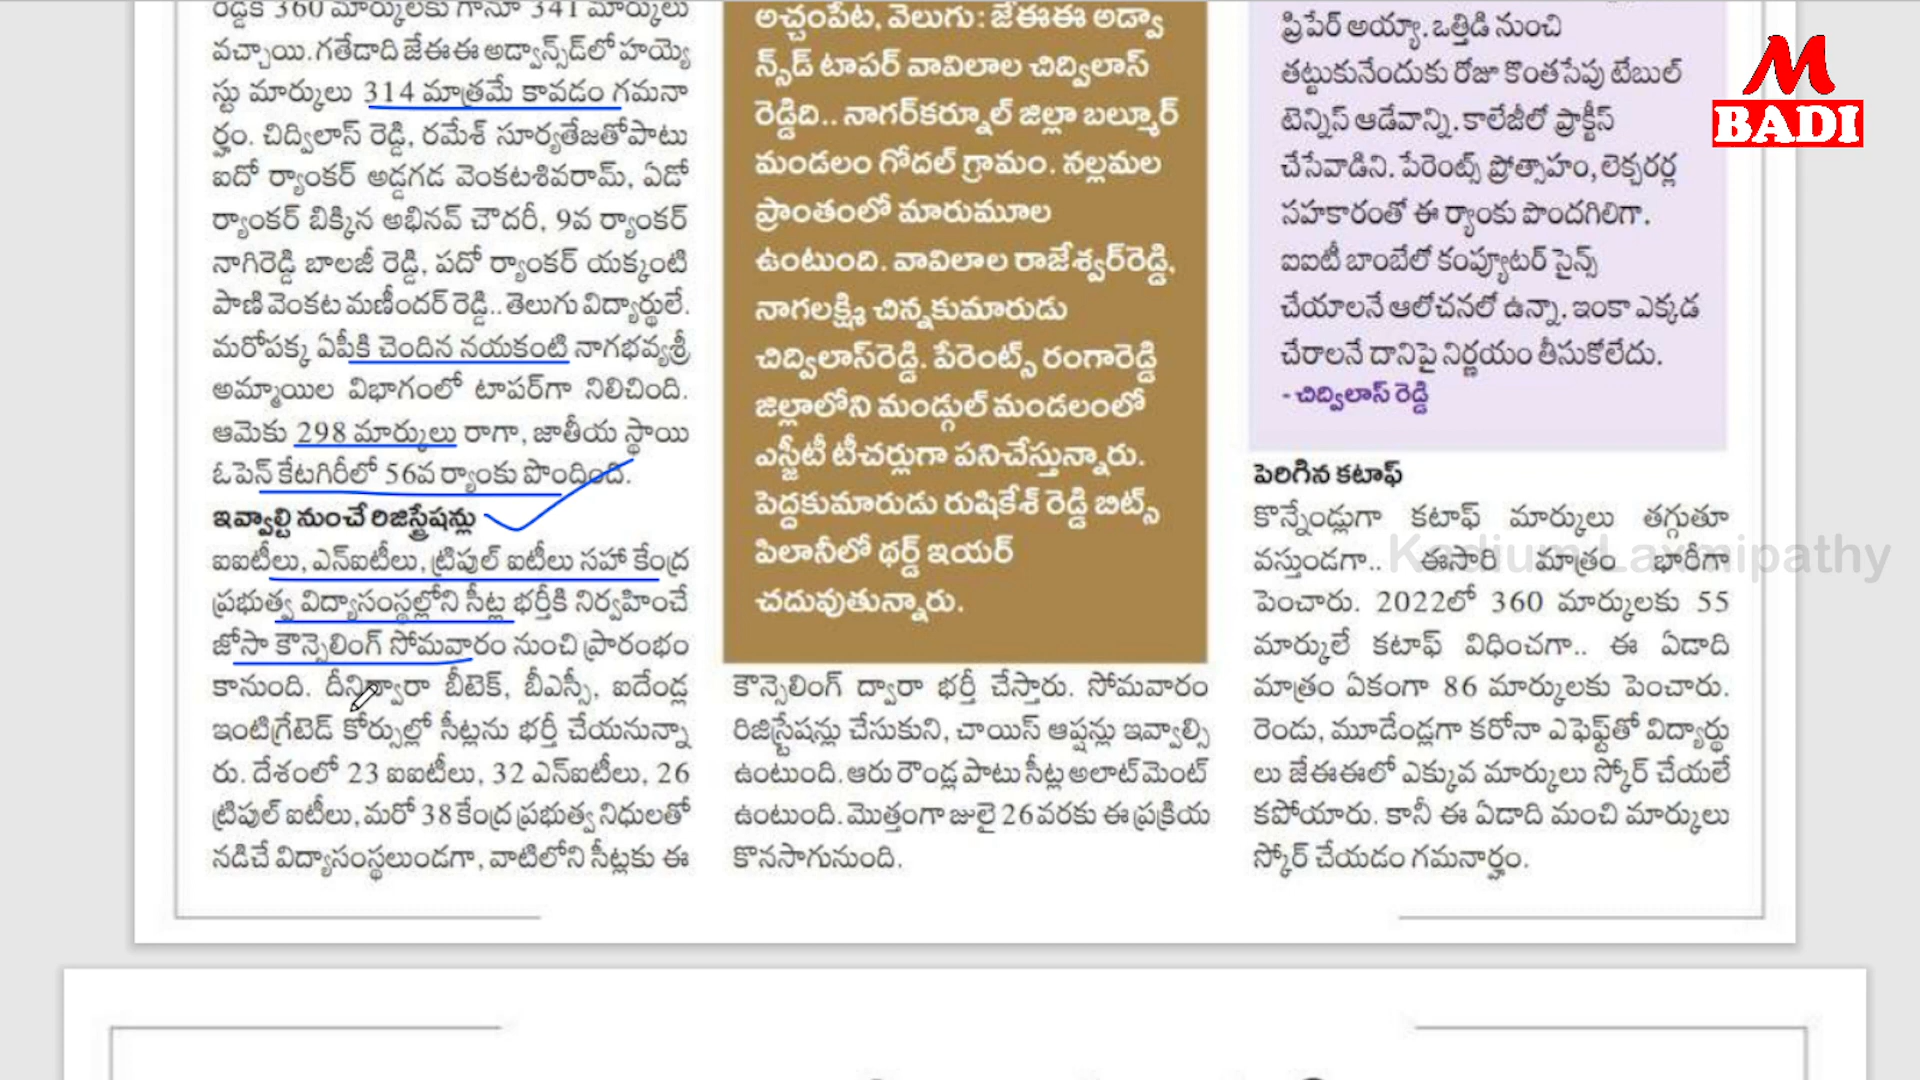 రెడ్డికి 360 మార్కులకు గానూ 341 మార్కులు
వచ్చాయి. గతేడాది జేఈఈ అడ్వాన్స్‌డ్‌లో హయ్యె
స్టు మార్కులు 314 మాత్రమే కావడం గమనా
ర్హం. చిద్విలాస్ రెడ్డి, రమేశ్ సూర్యతేజతోపాటు
ఐదో ర్యాంకర్ అడ్డగడ వెంకటశివరామ్, ఏడో
ర్యాంకర్ బిక్కిన అభినవ్ చౌదరీ, 9వ ర్యాంకర్
నాగిరెడ్డి బాలజీ రెడ్డి, పదో ర్యాంకర్ యక్కంటి
పాణి వెంకట మణీందర్ రెడ్డి.. తెలుగు విద్యార్థులే.
మరోపక్క ఏపీకి చెందిన నయకంటి నాగభవ్యశ్రీ
అమ్మాయిల విభాగంలో టాపర్‌గా నిలిచింది.
ఆమెకు 298 మార్కులు రాగా, జాతీయ స్థాయి
ఓపెన్ కేటగిరీలో 56వ ర్యాంకు పొందింది.
ఇవ్వాల్టి నుంచే రిజిస్ట్రేషన్లు
ఐఐటీలు, ఎన్ఐటీలు, ట్రిపుల్ ఐటీలు సహా కేంద్ర
ప్రభుత్వ విద్యాసంస్థల్లోని సీట్ల భర్తీకి నిర్వహించే
జోసా కౌన్సెలింగ్ సోమవారం నుంచి ప్రారంభం
కానుంది. దీనిద్వారా బీటెక్, బీఎస్సీ, ఐదేండ్ల
ఇంటిగ్రేటెడ్ కోర్సుల్లో సీట్లను భర్తీ చేయనున్నా
రు. దేశంలో 23 ఐఐటీలు, 32 ఎన్ఐటీలు, 26
ట్రిపుల్ ఐటీలు, మరో 38 కేంద్ర ప్రభుత్వ నిధులతో
నడిచే విద్యాసంస్థలుండగా, వాటిలోని సీట్లకు ఈ
అచ్చంపేట, వెలుగు: జేఈఈ అడ్వా
న్స్‌డ్ టాపర్ వావిలాల చిద్విలాస్
రెడ్డిది.. నాగర్‌కర్నూల్ జిల్లా బల్మూర్
మండలం గోదల్ గ్రామం. నల్లమల
ప్రాంతంలో మారుమూల
ఉంటుంది. వావిలాల రాజేశ్వర్‌రెడ్డి,
నాగలక్ష్మి చిన్నకుమారుడు
చిద్విలాస్‌రెడ్డి. పేరెంట్స్ రంగారెడ్డి
జిల్లాలోని మండ్గుల్ మండలంలో
ఎస్జీటీ టీచర్లుగా పనిచేస్తున్నారు.
పెద్దకుమారుడు రుషికేశ్ రెడ్డి బిట్స్
పిలానీలో థర్డ్ ఇయర్
చదువుతున్నారు.
కౌన్సెలింగ్ ద్వారా భర్తీ చేస్తారు. సోమవారం
రిజిస్ట్రేషన్లు చేసుకుని, చాయిస్ ఆప్షన్లు ఇవ్వాల్సి
ఉంటుంది. ఆరు రౌండ్ల పాటు సీట్ల అలాట్ మెంట్
ఉంటుంది. మొత్తంగా జులై 26 వరకు ఈ ప్రక్రియ
కొనసాగునుంది.
ప్రిపేర్ అయ్యా. ఒత్తిడి నుంచి
తట్టుకునేందుకు రోజూ కొంతసేపు టేబుల్
టెన్నిస్ ఆడేవాన్ని. కాలేజీలో ప్రాక్టీస్
చేసేవాడిని. పేరెంట్స్ ప్రోత్సాహం, లెక్చరర్ల
సహకారంతో ఈ ర్యాంకు పొందగిలిగా.
ఐఐటీ బాంబేలో కంప్యూటర్ సైన్స్
చేయాలనే ఆలోచనలో ఉన్నా. ఇంకా ఎక్కడ
చేరాలనే దానిపై నిర్ణయం తీసుకోలేదు.
- చిద్విలాస్ రెడ్డి
పెరిగిన కటాఫ్
కొన్నేండ్లుగా కటాఫ్ మార్కులు తగ్గుతూ
వస్తుండగా.. ఈసారి మాత్రం భారీగా
పెంచారు. 2022లో 360 మార్కులకు 55
మార్కులే కటాఫ్ విధించగా.. ఈ ఏడాది
మాత్రం ఏకంగా 86 మార్కులకు పెంచారు.
రెండు, మూడేండ్లగా కరోనా ఎఫెఫ్ట్‌తో విద్యార్థు
లు జేఈఈలో ఎక్కువ మార్కులు స్కోర్ చేయలే
కపోయారు. కానీ ఈ ఏడాది మంచి మార్కులు
స్కోర్ చేయడం గమనార్హం.
M
BADI
Kadium Laxmipathy